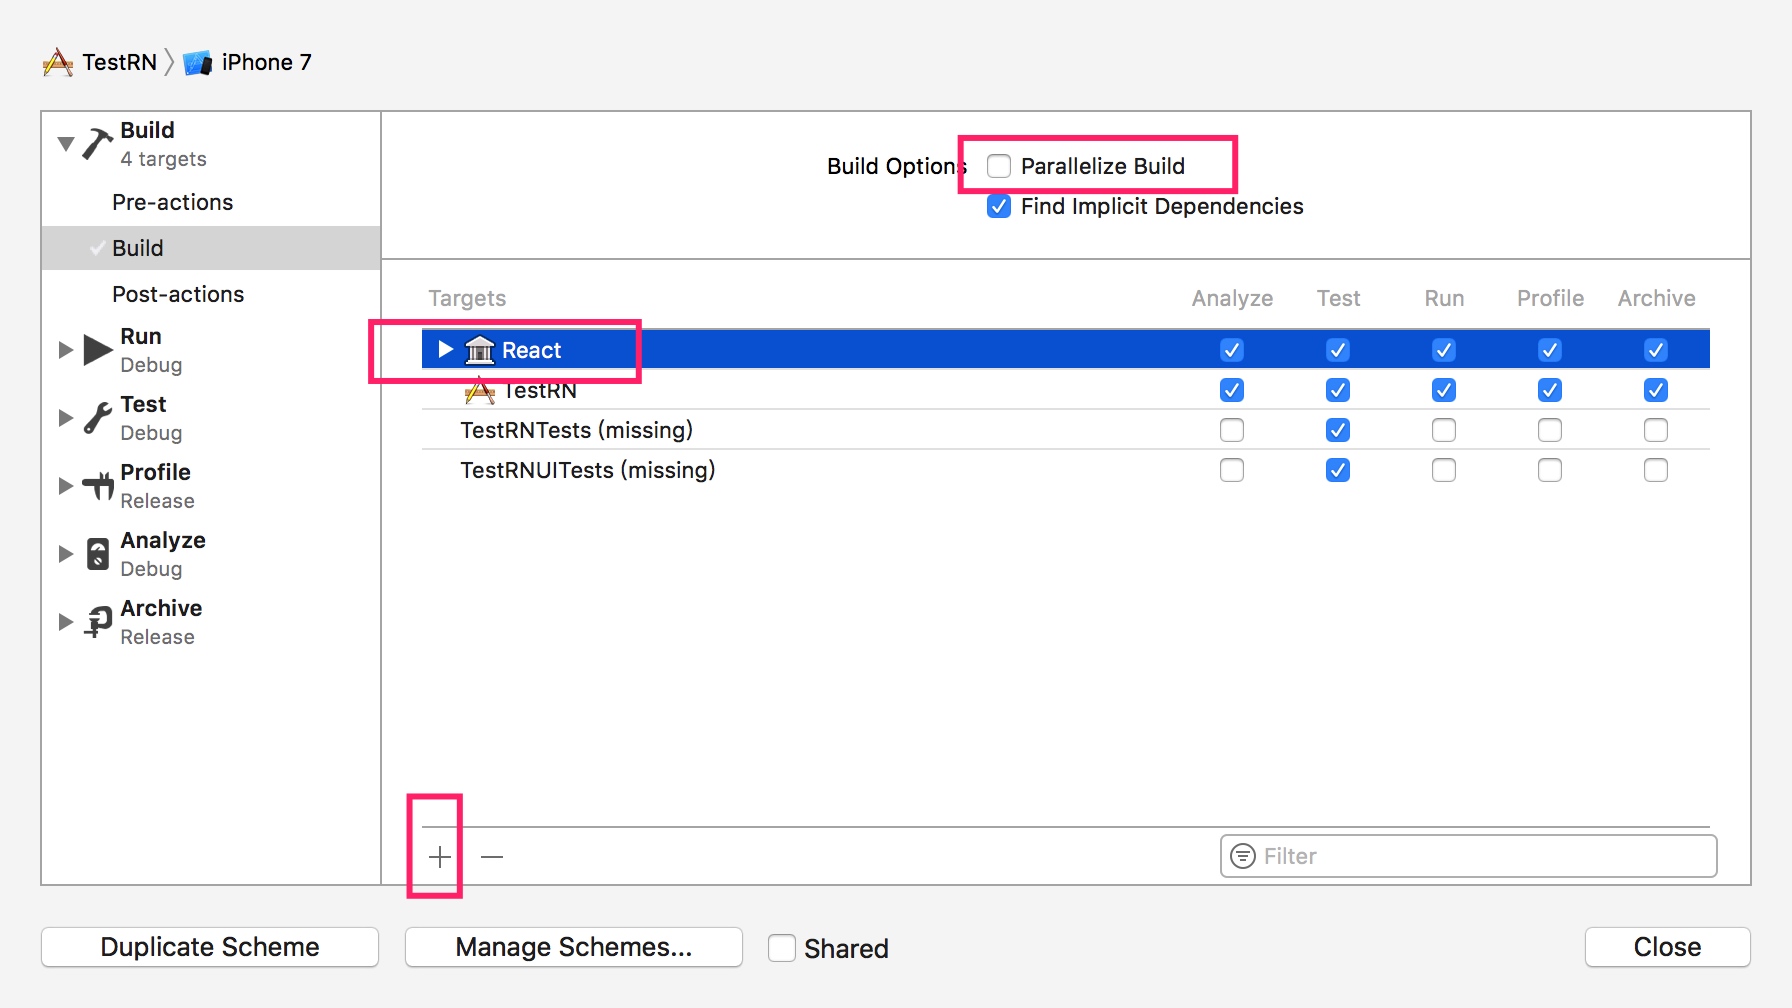 TestRN iPhone 7
Build
4 targets
Pre-actions
Build
Post-actions
Run
Debug
Test
Debug
Profile
Release
Analyze
Debug
Archive
Release
Build Options Parallelize Build
Find Implicit Dependencies
Targets Analyze Test Run Profile Archive
React
TestRN
TestRNTests (missing)
TestRNUITests (missing)
Filter
Duplicate Scheme Manage Schemes... Shared Close